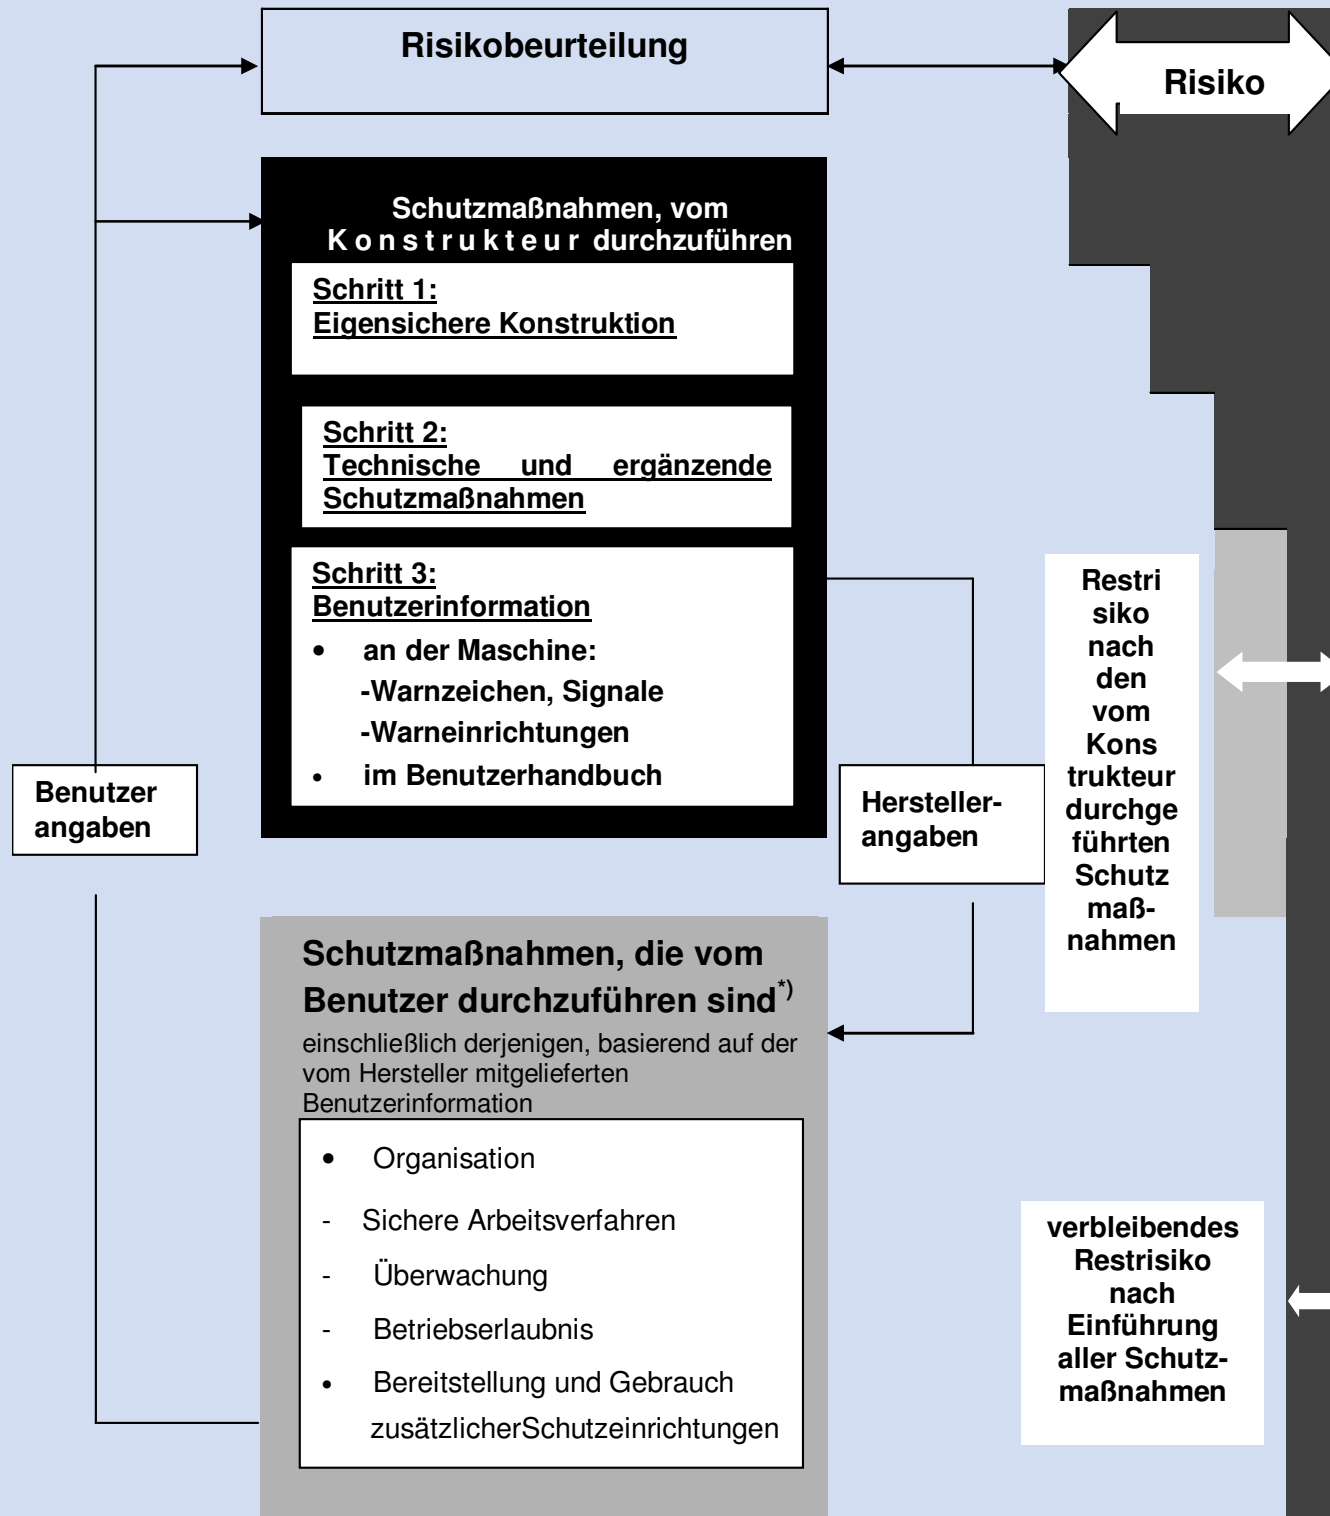 Risikobeurteilung
Risiko
Schutzmaßnahmen, vom
Konstrukteur durchzuführen
Schritt 1:
Eigensichere Konstruktion
Schritt 2:
Technische und ergänzende
Schutzmaßnahmen
Schritt 3:
Benutzerinformation
• an der Maschine:
-Warnzeichen, Signale
-Warneinrichtungen
• im Benutzerhandbuch
Benutzer
angaben
Hersteller-
angaben
Restri
siko
nach
den
vom
Kons
trukteur
durchge
führten
Schutz
maß-
nahmen
Schutzmaßnahmen, die vom
Benutzer durchzuführen sind*)
einschließlich derjenigen, basierend auf der
vom Hersteller mitgelieferten
Benutzerinformation
• Organisation
- Sichere Arbeitsverfahren
- Überwachung
- Betriebserlaubnis
• Bereitstellung und Gebrauch
zusätzlicherSchutzeinrichtungen
verbleibendes
Restrisiko
nach
Einführung
aller Schutz-
maßnahmen